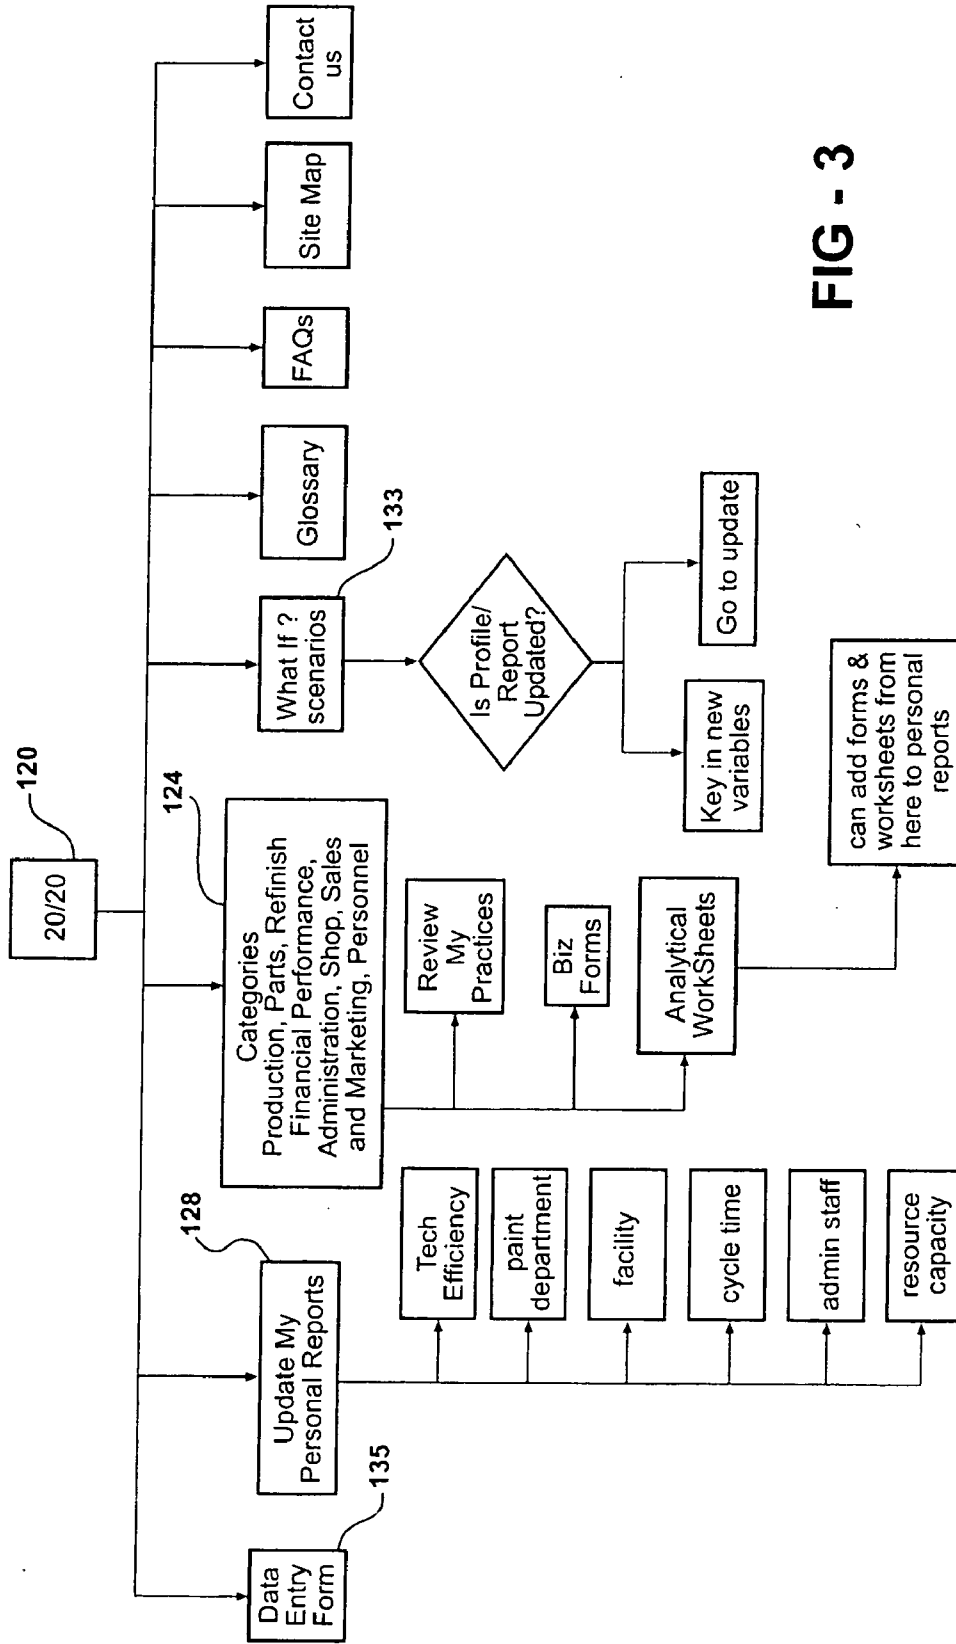 20/20
120
Data
Entry
Form
135
Update My
Personal Reports
128
Categories
Production, Parts, Refinish
Financial Performance,
Administration, Shop, Sales
and Marketing, Personnel
124
What If ?
scenarios
133
Glossary
FAQs
Site Map
Contact
us
Tech
Efficiency
paint
department
facility
cycle time
admin staff
resource
capacity
Review
My
Practices
Biz
Forms
Analytical
WorkSheets
can add forms &
worksheets from
here to personal
reports
Is Profile/
Report
Updated?
Key in new
variables
Go to update
FIG - 3